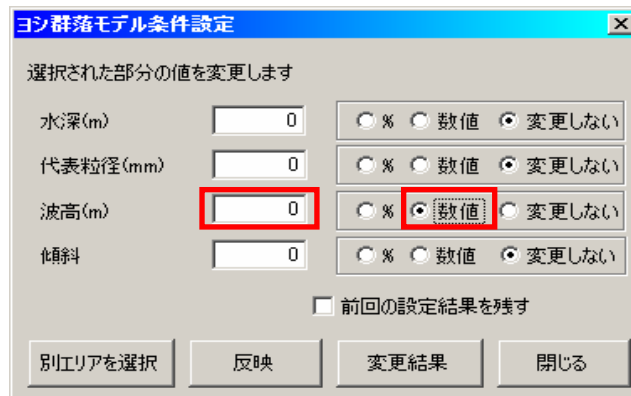 ヨシ群落モデル条件設定
選択された部分の値を変更します
水深(m) 0 % 数値 変更しない
代表粒径(mm) 0 % 数値 変更しない
波高(m) 0 % 数値 変更しない
傾斜 0 % 数値 変更しない
前回の設定結果を残す
別エリアを選択 反映 変更結果 閉じる